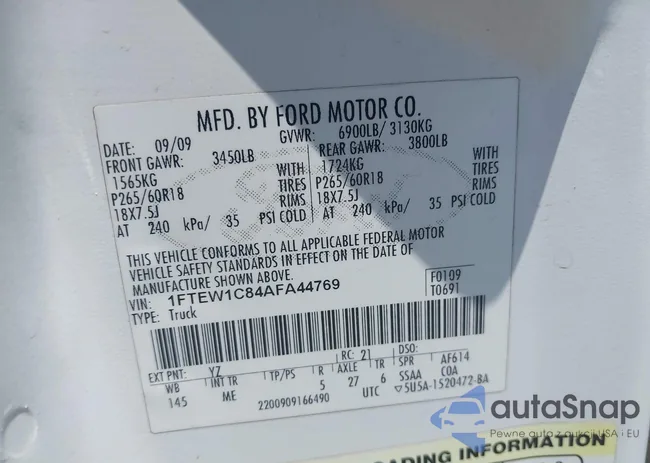 MFD. BY FORD MOTOR CO.
DATE: 09/09 GVWR: 6900LB/ 3130KG
FRONT GAWR: 3450LB REAR GAWR: 3800LB
1565KG 1724KG
P265/60R18 TIRES P265/60R18 TIRES
18X7.5J RIMS 18X7.5J RIMS
AT 240 kPa/ 35 PSI COLD AT 240 kPa/ 35 PSI COLD
THIS VEHICLE CONFORMS TO ALL APPLICABLE FEDERAL MOTOR
VEHICLE SAFETY STANDARDS IN EFFECT ON THE DATE OF
MANUFACTURE SHOWN ABOVE.
VIN: 1FTEW1C84AFA44769 F0109
TYPE: Truck T0691
EXT PNT: YZ RC: 21 DSO:
WB INT TR TP/PS R AXLE TR SPR AF614
145 ME 5 27 6 SSAA COA
2200909166490 UTC ▽5U5A-1520472-BA
autaSnap
Pewne auto z aukcji USA i EU
LOADING INFORMATION